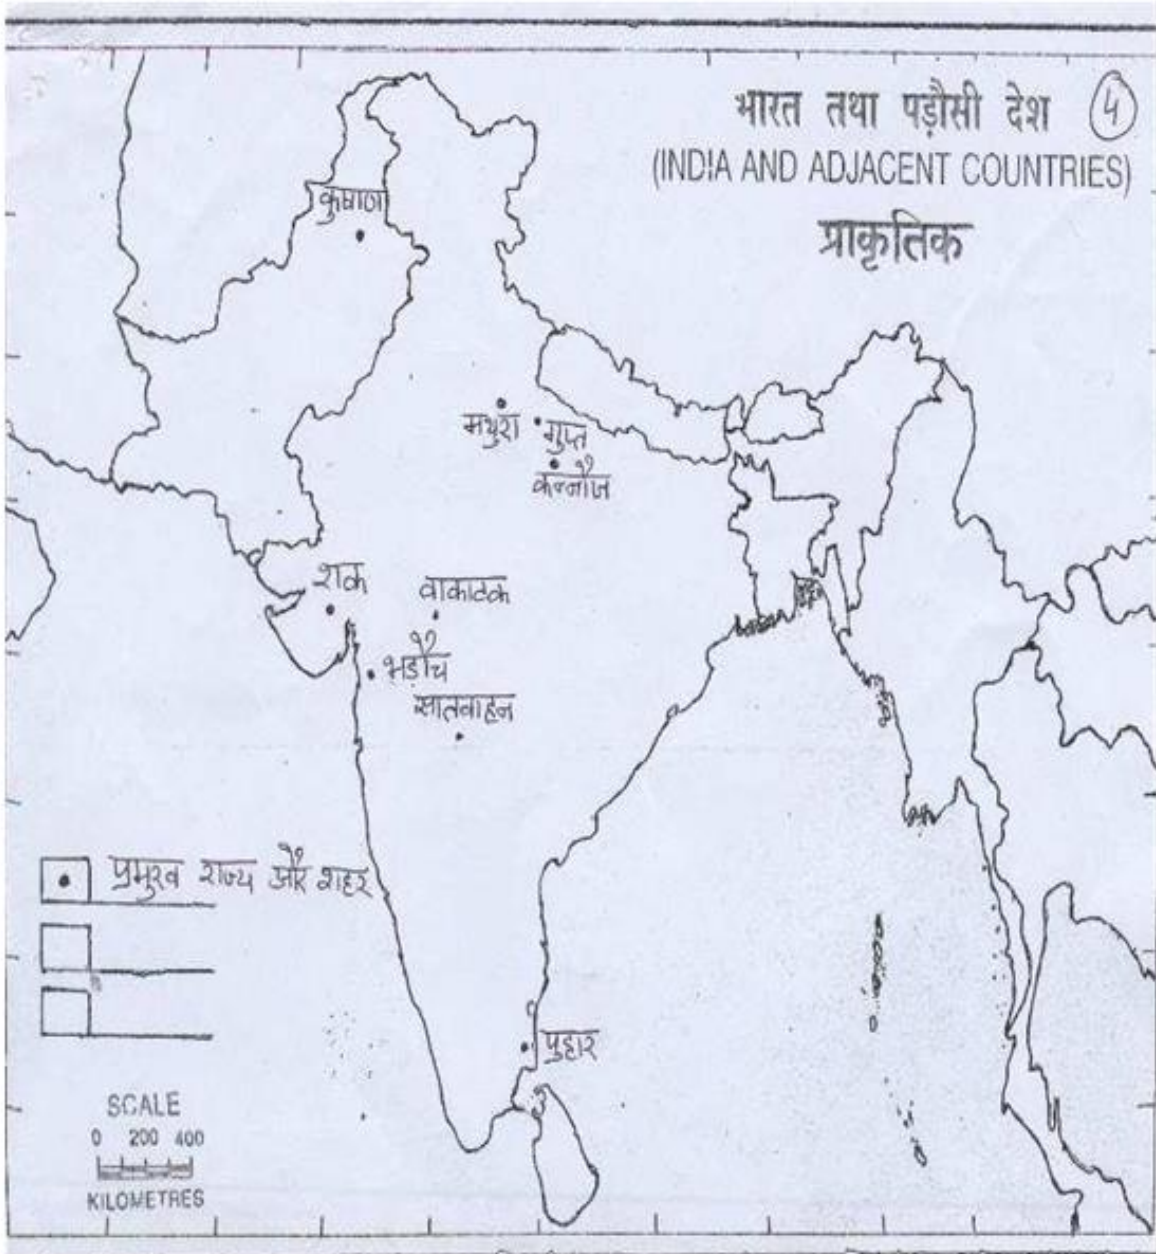 भारत तथा पड़ौसी देश
4
(INDIA AND ADJACENT COUNTRIES)
प्राकृतिक
कुषाण
मथुरा
गुप्त
कन्नौज
शक
वाकाटक
भड़ौच
सातवाहन
प्रमुख राज्य और शहर
पुहार
SCALE
0 200 400
KILOMETRES